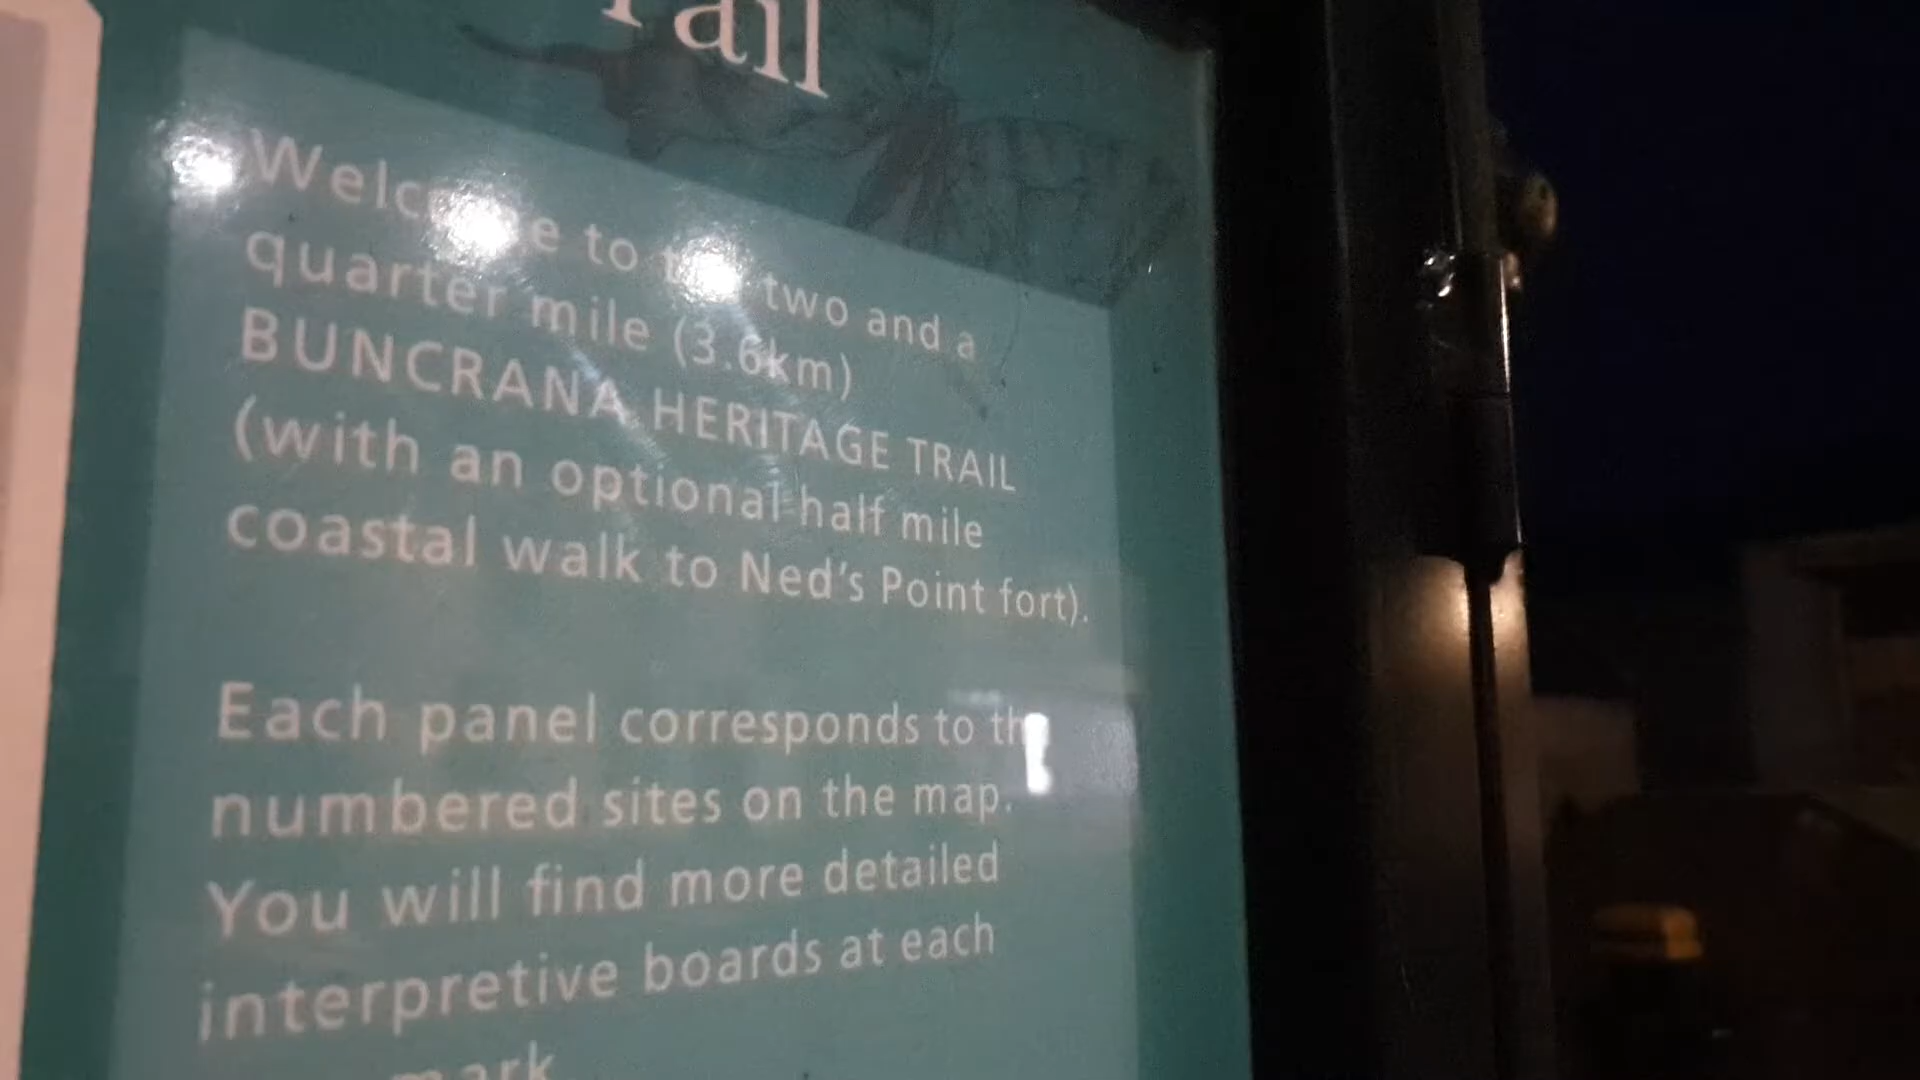 rail
Welcome to the two and a
quarter mile (3.6km)
BUNCRANA HERITAGE TRAIL
(with an optional half mile
coastal walk to Ned's Point fort).
Each panel corresponds to the
numbered sites on the map.
You will find more detailed
interpretive boards at each
mark